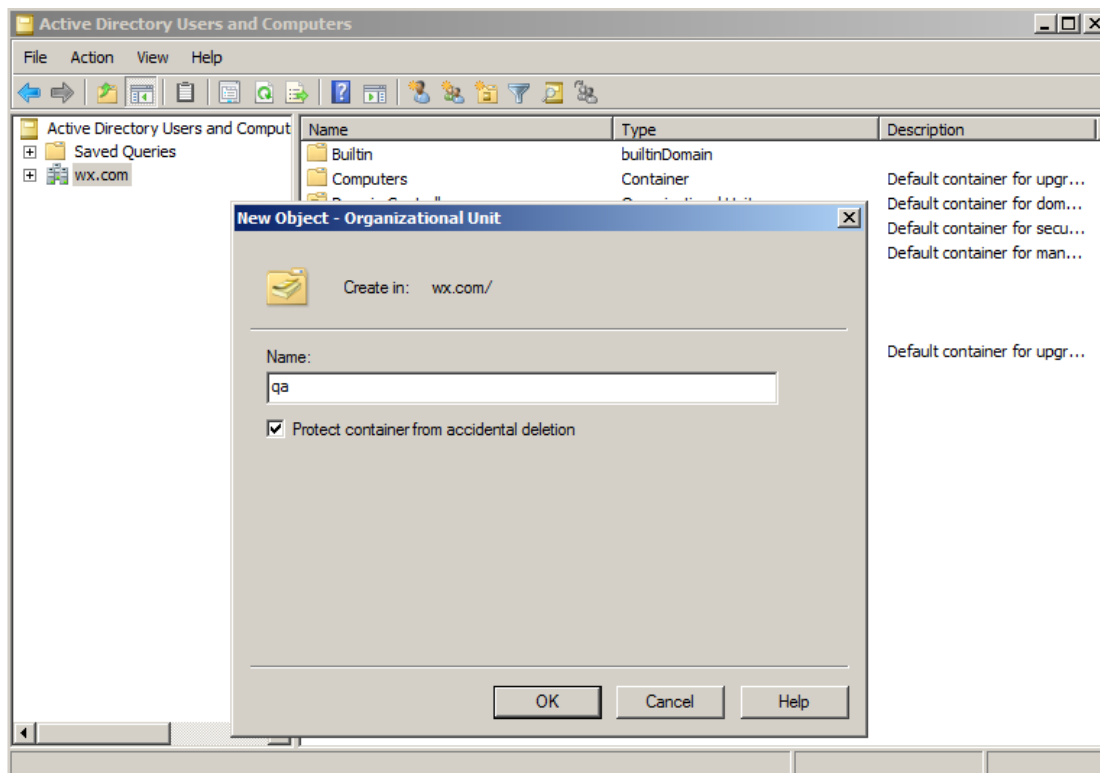 Active Directory Users and Computers
File Action View Help
Active Directory Users and Comput
Saved Queries
wx.com
Name Type Description
Builtin builtinDomain
Computers Container Default container for upgr...
Default container for dom...
Default container for secu...
Default container for man...
Default container for upgr...
New Object - Organizational Unit
Create in: wx.com/
Name:
qa
Protect container from accidental deletion
OK Cancel Help